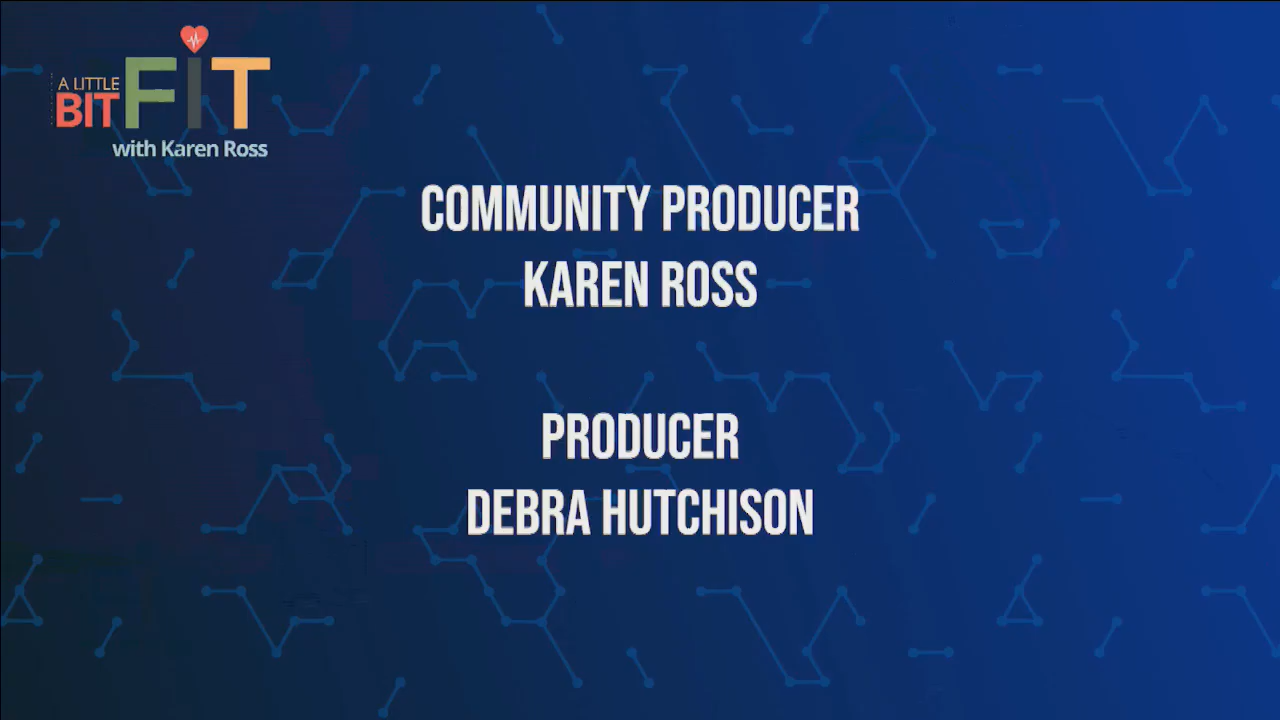 A LITTLE
BIT FiT
with Karen Ross
COMMUNITY PRODUCER
KAREN ROSS
PRODUCER
DEBRA HUTCHISON